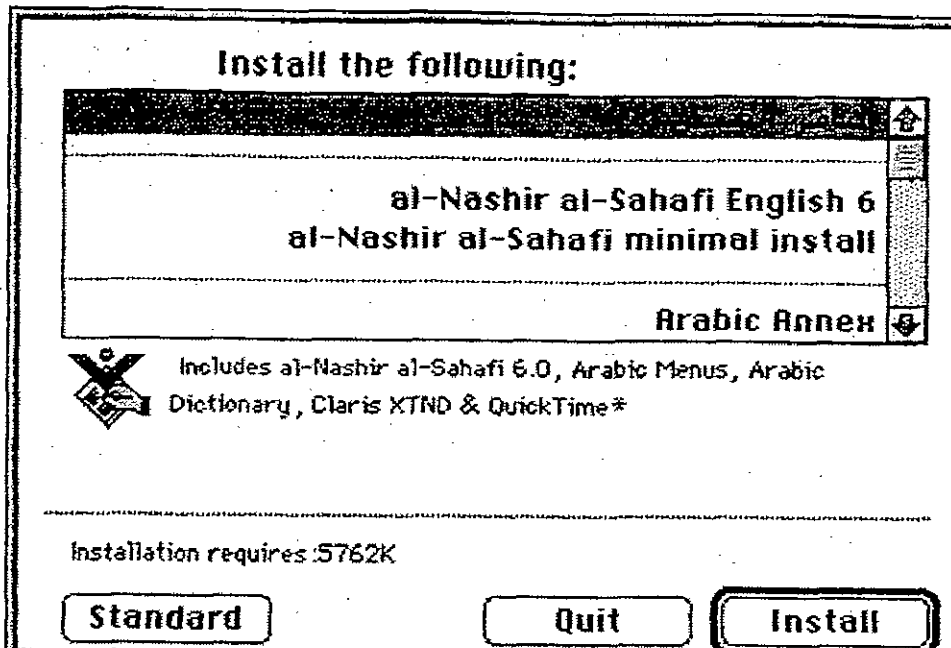 Install the following:
al-Nashir al-Sahafi English 6
al-Nashir al-Sahafi minimal install
Arabic Annex
Includes al-Nashir al-Sahafi 6.0, Arabic Menus, Arabic
Dictionary, Claris XTND & QuickTime*
Installation requires :5762K
Standard
Quit
Install